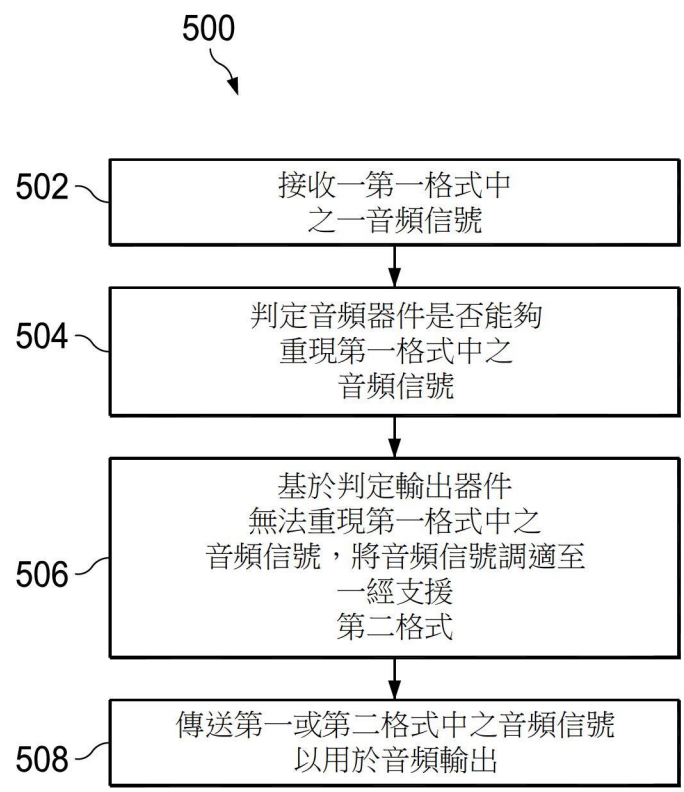 500
502
接收一第一格式中
之一音頻信號
504
判定音頻器件是否能夠
重現第一格式中之
音頻信號
506
基於判定輸出器件
無法重現第一格式中之
音頻信號，將音頻信號調適至
一經支援
第二格式
508
傳送第一或第二格式中之音頻信號
以用於音頻輸出